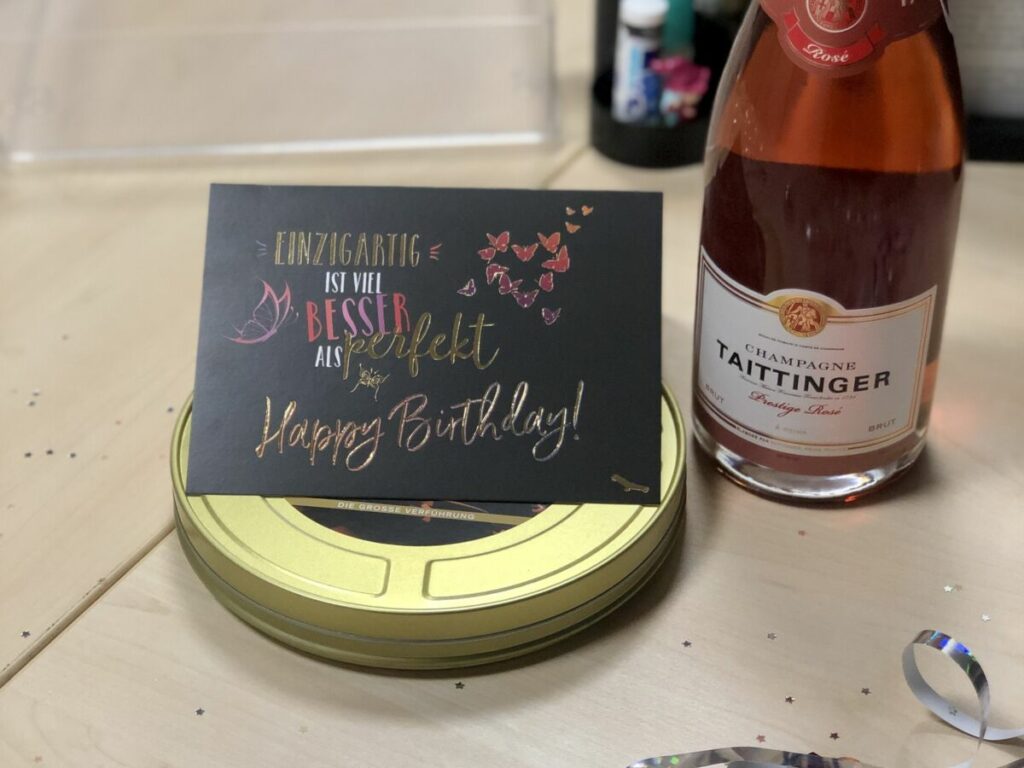 EINZIGARTIG
IST VIEL
BESSER
ALS perfekt
Happy Birthday!
DIE GROSSE VERFÜHRUNG
Rosé
CHAMPAGNE
TAITTINGER
Prestige Rosé
BRUT
BRUT